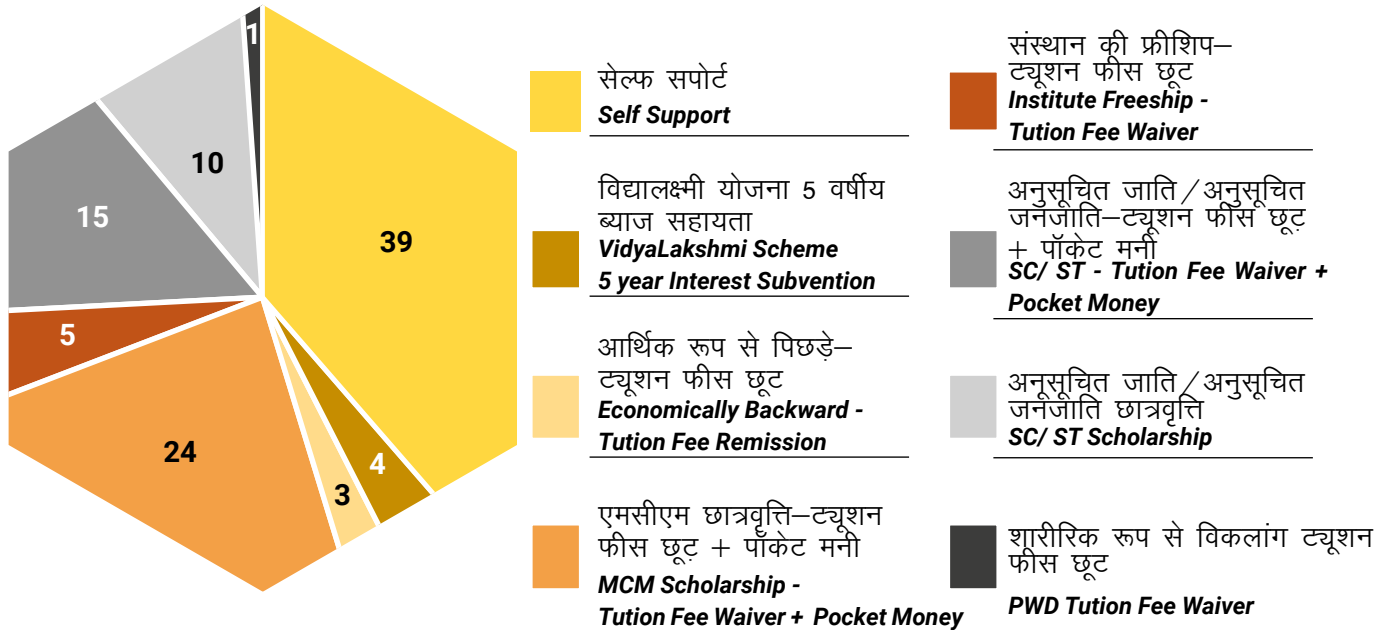 1
10
15
39
5
24
3
4
सेल्फ सपोर्ट
Self Support
विद्यालक्ष्मी योजना 5 वर्षीय
ब्याज सहायता
VidyaLakshmi Scheme
5 year Interest Subvention
आर्थिक रूप से पिछड़े–
ट्यूशन फीस छूट
Economically Backward -
Tution Fee Remission
एमसीएम छात्रवृत्ति–ट्यूशन
फीस छूट + पॉकेट मनी
MCM Scholarship -
Tution Fee Waiver + Pocket Money
संस्थान की फ्रीशिप–
ट्यूशन फीस छूट
Institute Freeship -
Tution Fee Waiver
अनुसूचित जाति/अनुसूचित
जनजाति–ट्यूशन फीस छूट
+ पॉकेट मनी
SC/ ST - Tution Fee Waiver +
Pocket Money
अनुसूचित जाति/अनुसूचित
जनजाति छात्रवृत्ति
SC/ ST Scholarship
शारीरिक रूप से विकलांग ट्यूशन
फीस छूट
PWD Tution Fee Waiver